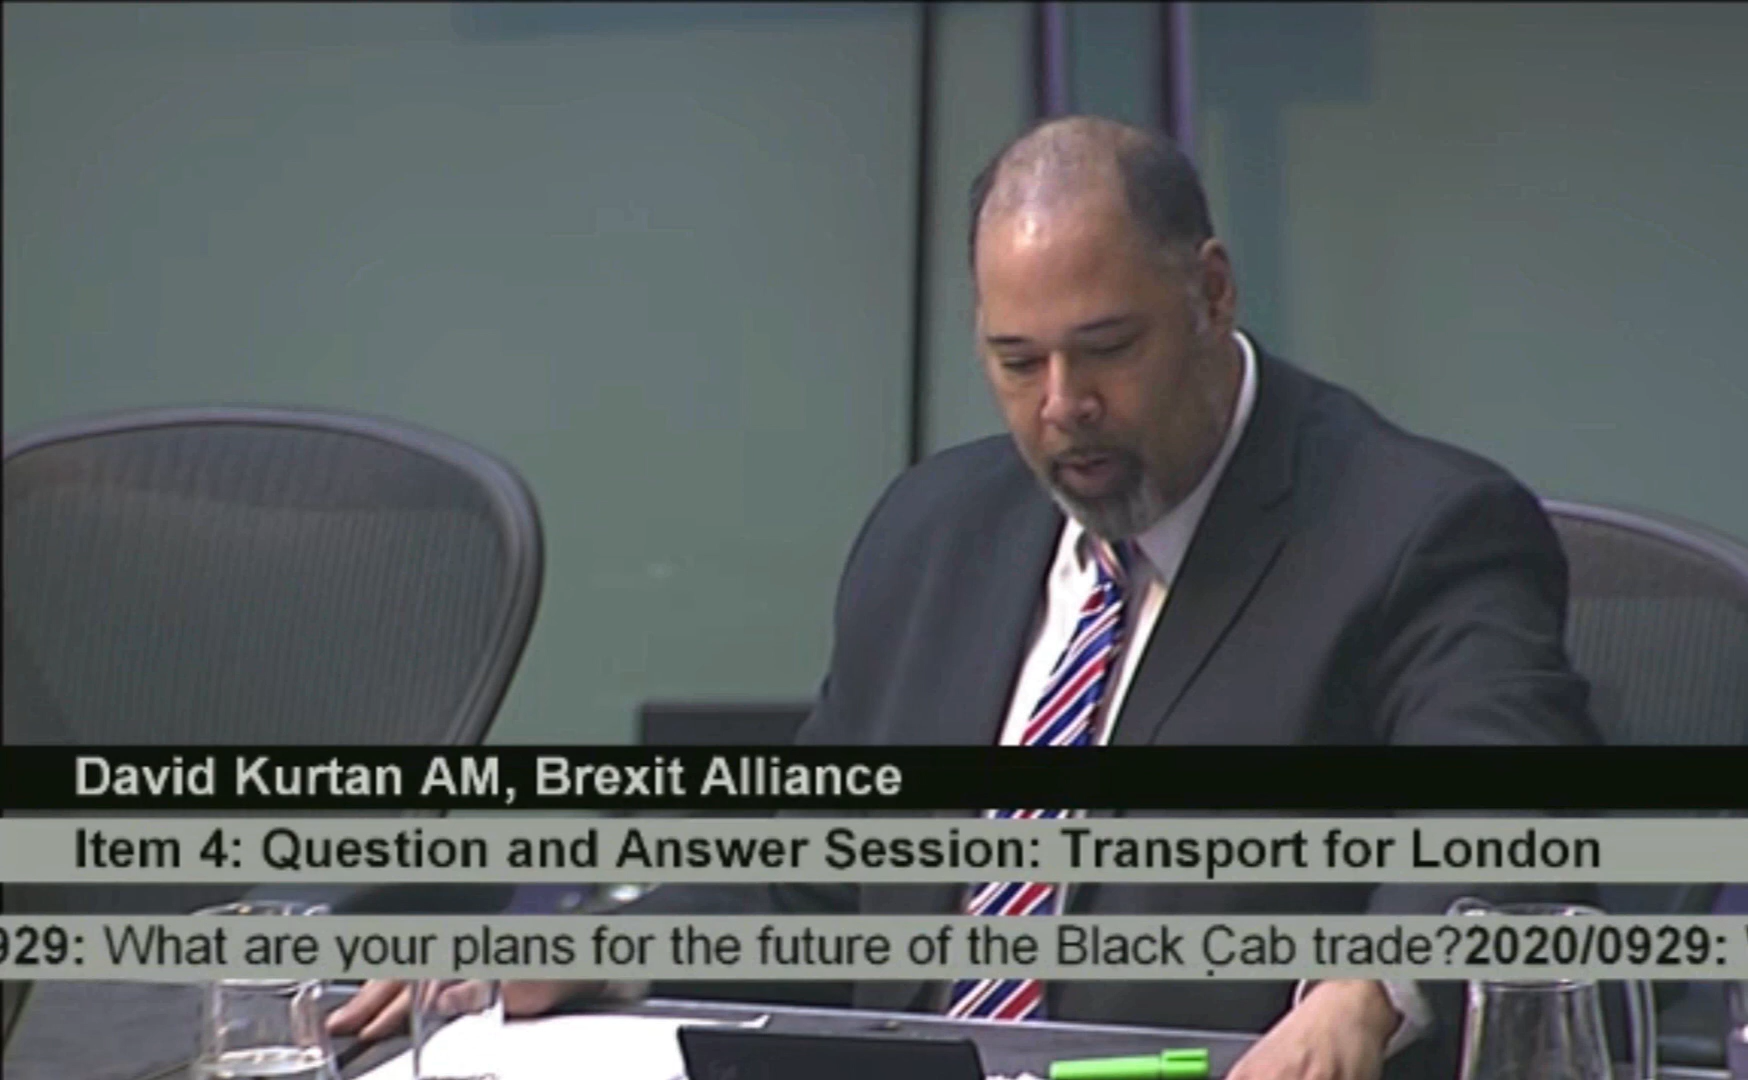 David Kurtan AM, Brexit Alliance
Item 4: Question and Answer Session: Transport for London
929: What are your plans for the future of the Black Cab trade?2020/0929: